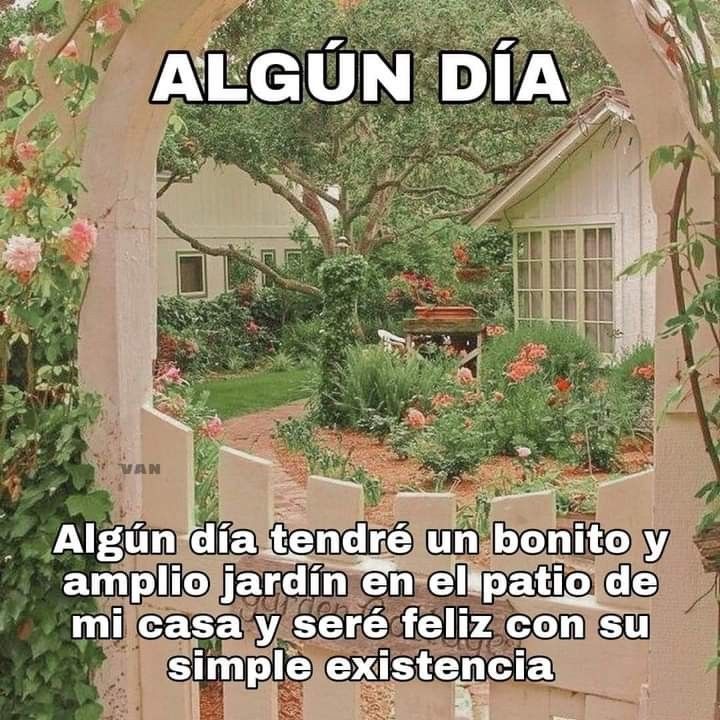 ALGÚN DÍA
VAN
Algún día tendré un bonito y
amplio jardín en el patio de
mi casa y seré feliz con su
simple existencia